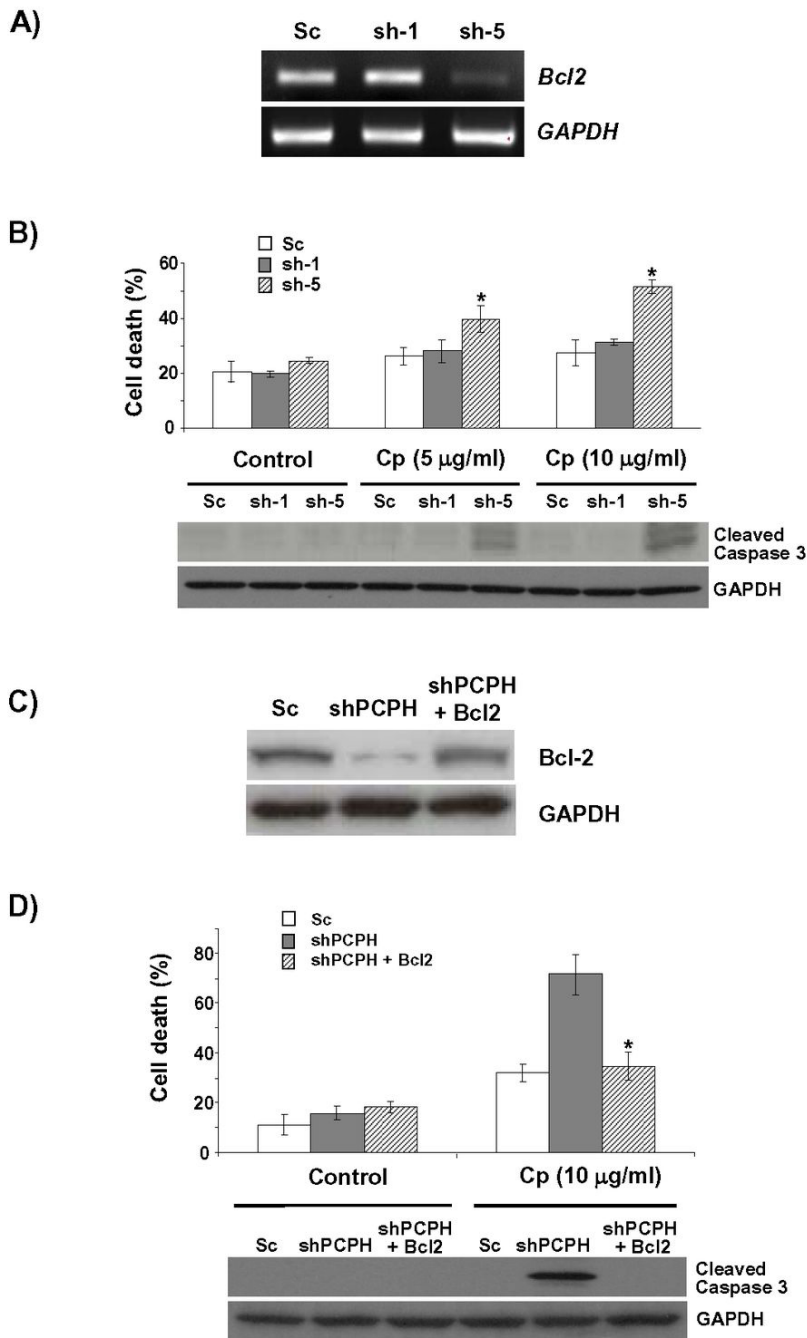 A)
Sc sh-1 sh-5
Bcl2
GAPDH
B)
Sc
sh-1
sh-5
Cell death (%)
60
40
20
0
* *
Control Cp (5 μg/ml) Cp (10 μg/ml)
Sc sh-1 sh-5 Sc sh-1 sh-5 Sc sh-1 sh-5
Cleaved
Caspase 3
GAPDH
C)
Sc shPCPH shPCPH
+ Bcl2
Bcl-2
GAPDH
D)
Sc
shPCPH
shPCPH + Bcl2
Cell death (%)
80
60
40
20
0
*
Control Cp (10 μg/ml)
Sc shPCPH shPCPH
+ Bcl2 Sc shPCPH shPCPH
+ Bcl2
Cleaved
Caspase 3
GAPDH